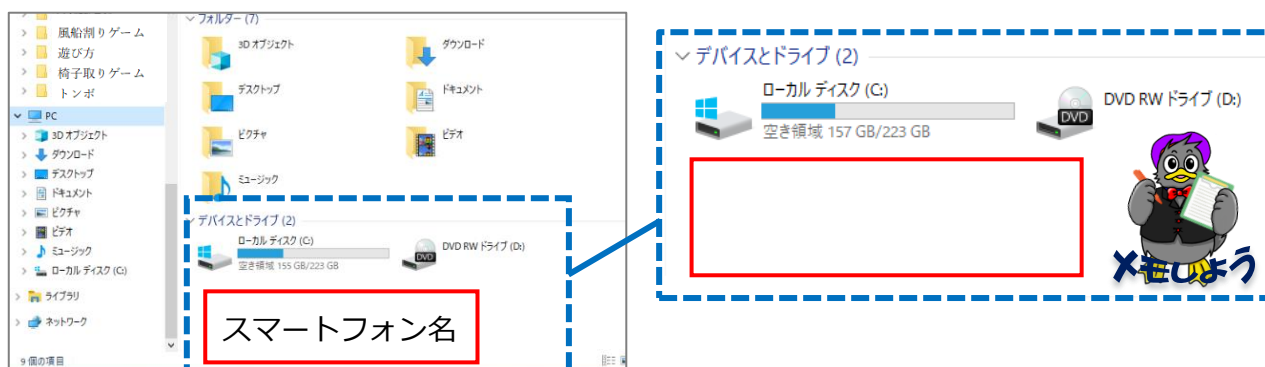 風船割りゲーム
遊び方
椅子取りゲーム
トンボ
PC
3D オブジェクト
ダウンロード
デスクトップ
ドキュメント
ピクチャ
ビデオ
ミュージック
ローカル ディスク (C:)
ライブラリ
ネットワーク
9 個の項目
フォルダー (7)
3D オブジェクト
ダウンロード
デスクトップ
ドキュメント
ピクチャ
ビデオ
ミュージック
デバイスとドライブ (2)
ローカル ディスク (C:)
空き領域 155 GB/223 GB
DVD
DVD RW ドライブ (D:)
スマートフォン名
デバイスとドライブ (2)
ローカル ディスク (C:)
空き領域 157 GB/223 GB
DVD
DVD RW ドライブ (D:)
メモしよう